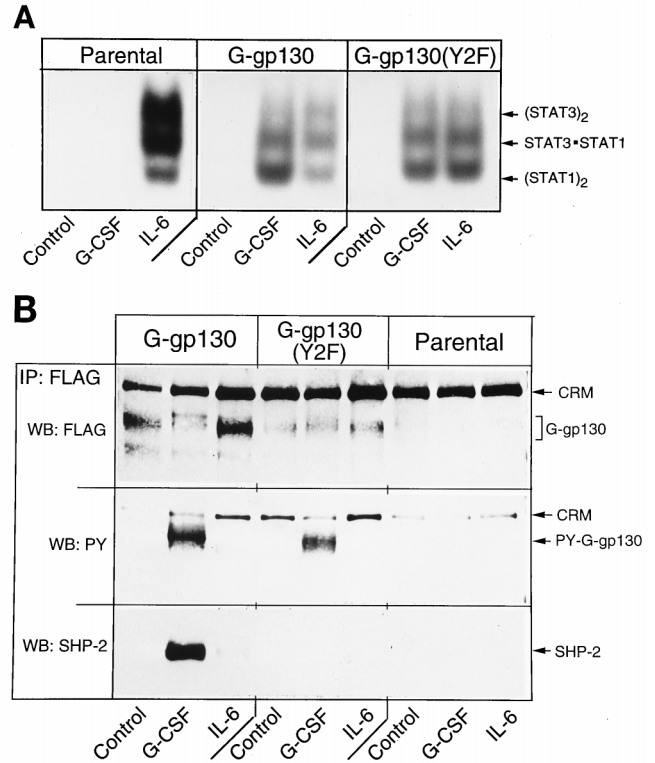 A
Parental G-gp130 G-gp130(Y2F)
(STAT3)2
STAT3▪STAT1
(STAT1)2
Control G-CSF IL-6 Control G-CSF IL-6 Control G-CSF IL-6
B
G-gp130 G-gp130 (Y2F) Parental
IP: FLAG
CRM
WB: FLAG
G-gp130
CRM
WB: PY
PY-G-gp130
WB: SHP-2
SHP-2
Control G-CSF IL-6 Control G-CSF IL-6 Control G-CSF IL-6